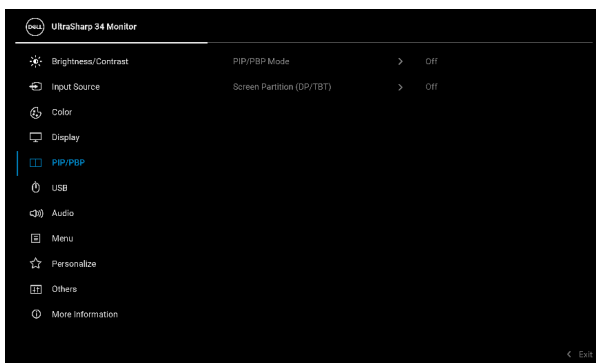 DELL UltraSharp 34 Monitor
Brightness/Contrast PIP/PBP Mode > Off
Input Source Screen Partition (DP/TBT) > Off
Color
Display
PIP/PBP
USB
Audio
Menu
Personalize
Others
More Information
< Exit